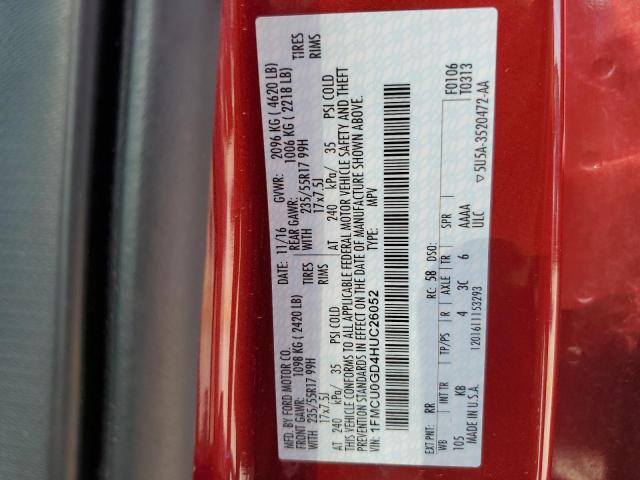 MFD. BY FORD MOTOR CO. DATE: 11/16 GVWR: 2096 KG ( 4620 LB)
FRONT GAWR: 1098 KG ( 2420 LB) REAR GAWR: 1006 KG ( 2218 LB)
WITH 235/55R17 99H TIRES WITH 235/55R17 99H TIRES
17x7.5J RIMS 17x7.5J RIMS
AT 240 kPa/ 35 PSI COLD AT 240 kPa/ 35 PSI COLD
THIS VEHICLE CONFORMS TO ALL APPLICABLE FEDERAL MOTOR VEHICLE SAFETY AND THEFT
PREVENTION STANDARDS IN EFFECT ON THE DATE OF MANUFACTURE SHOWN ABOVE.
VIN: 1FMCU0GD4HUC26052 TYPE: MPV
EXT PNT: RR RC: 58 DSO: F0106
WB INT TR TP/PS R AXLE TR SPR T0313
105 KB 4 3C 6 AAAA
MADE IN U.S.A. 1201611153293 ULC ▽5U5A-3520472-AA